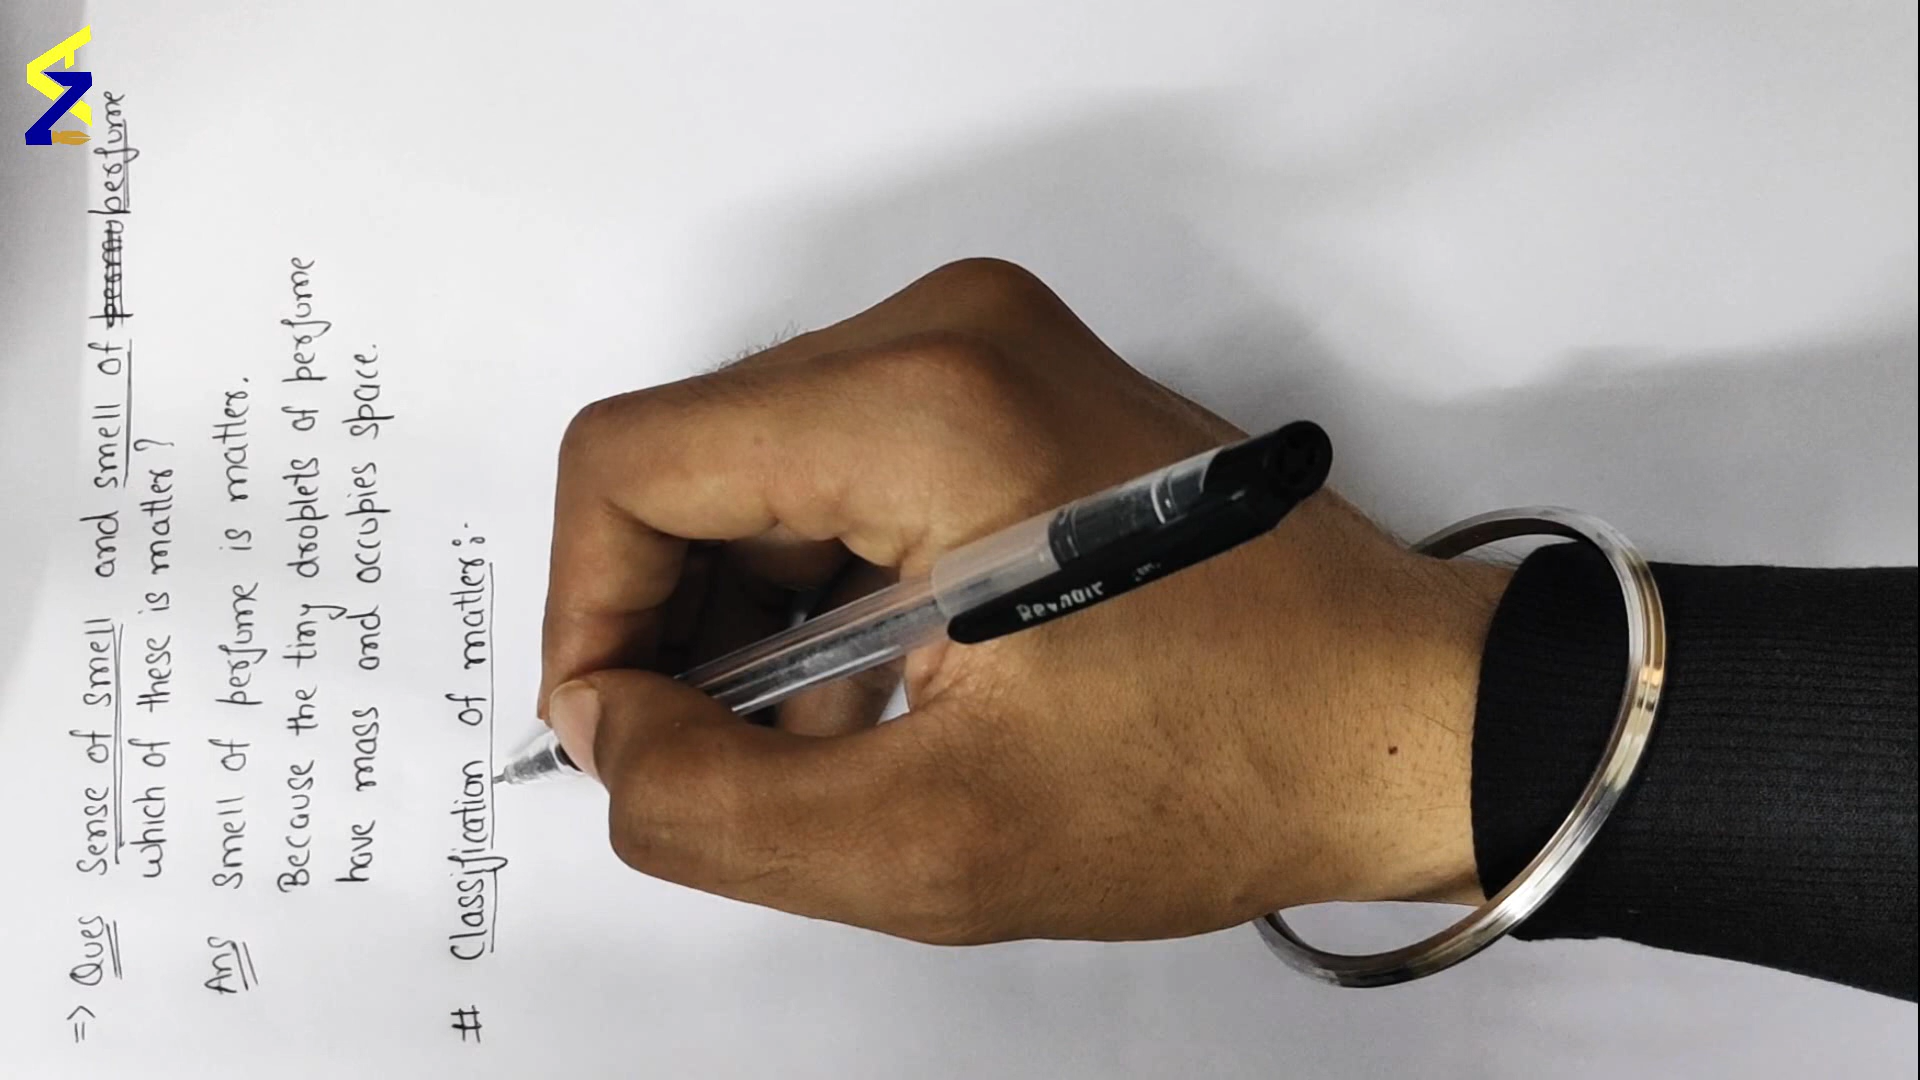 => Ques Sense of smell and smell of perfume
which of these is matter?
Ans smell of perfume is matter.
Because the tiny droplets of perfume
have mass and occupies space.
# Classification of matter:-
Reynolt